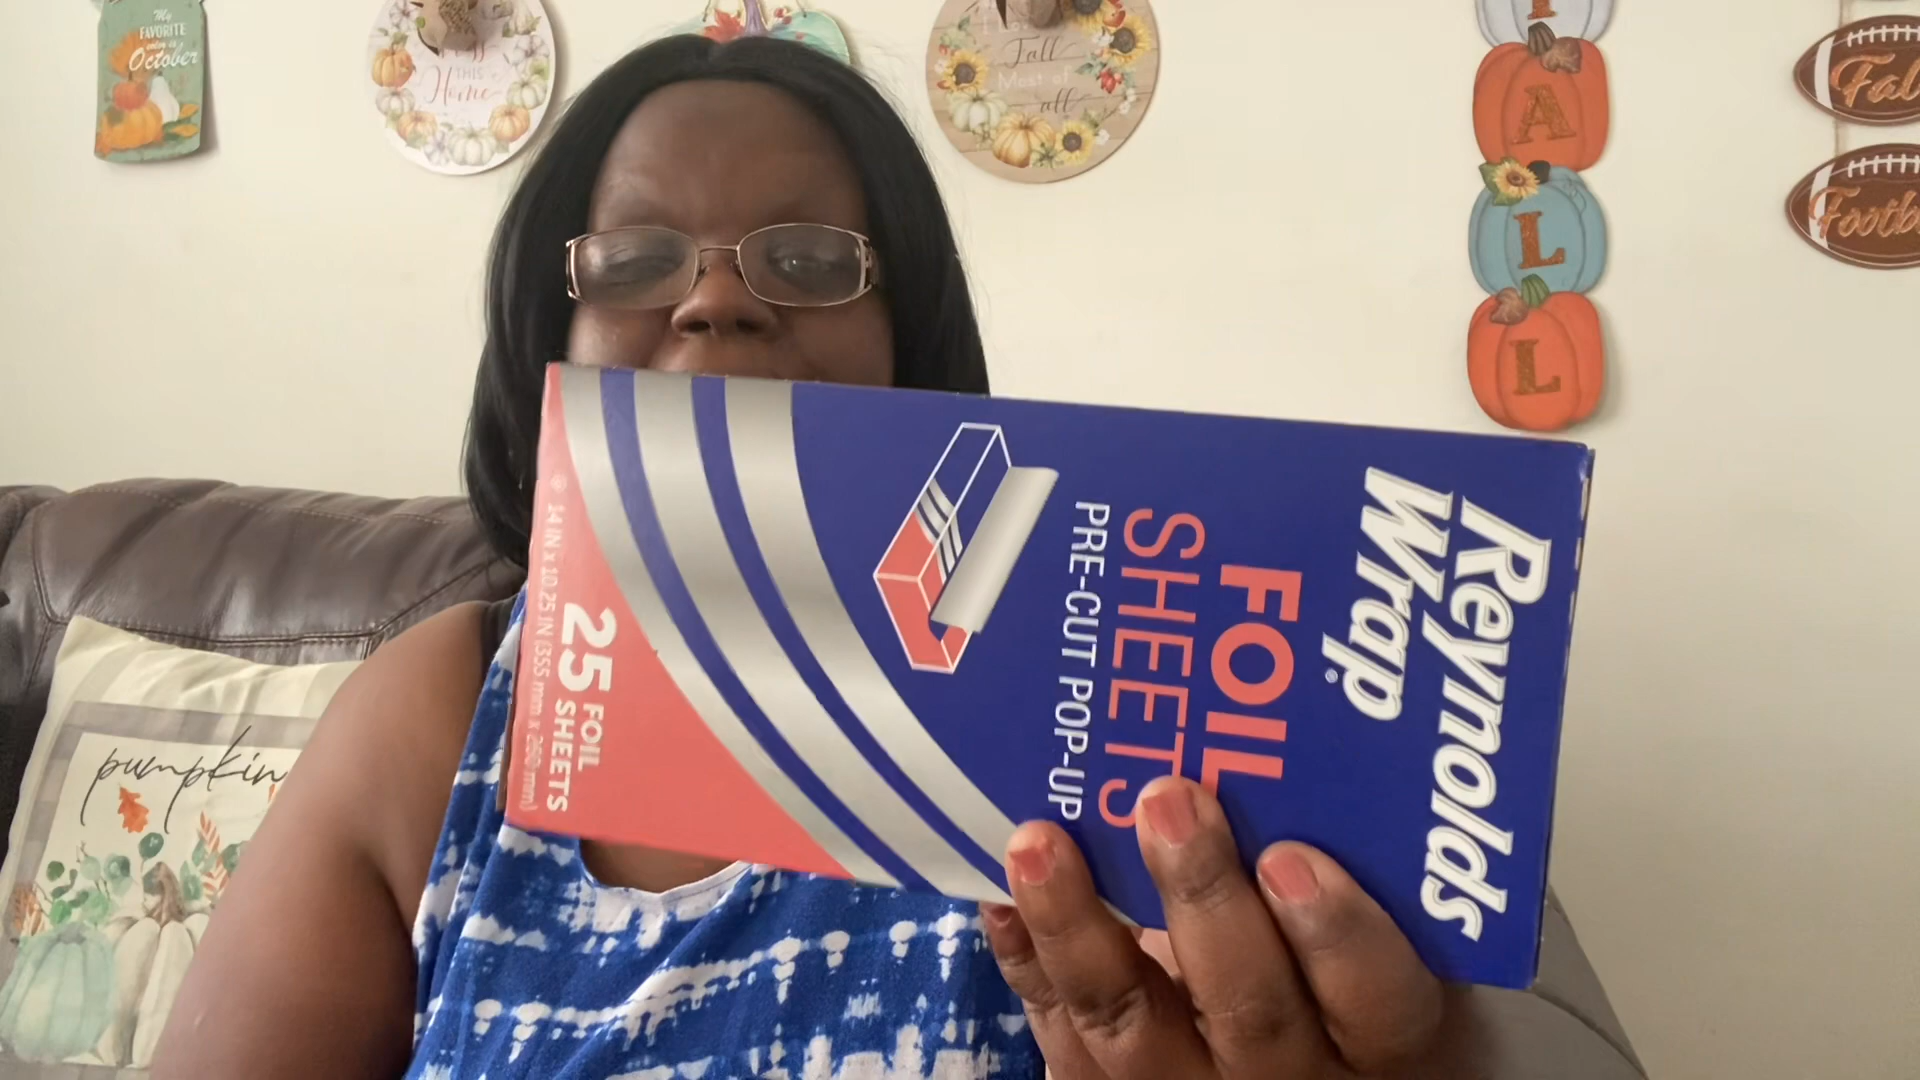 My
FAVORITE
color is
October
THIS
Home
Fall
Most of
all
A
L
L
Fal
Footb
Reynolds
Wrap®
FOIL
SHEETS
PRE-CUT POP-UP
25 FOIL
SHEETS
14 IN x 10.25 IN (355 mm x 260 mm)
pumpkin